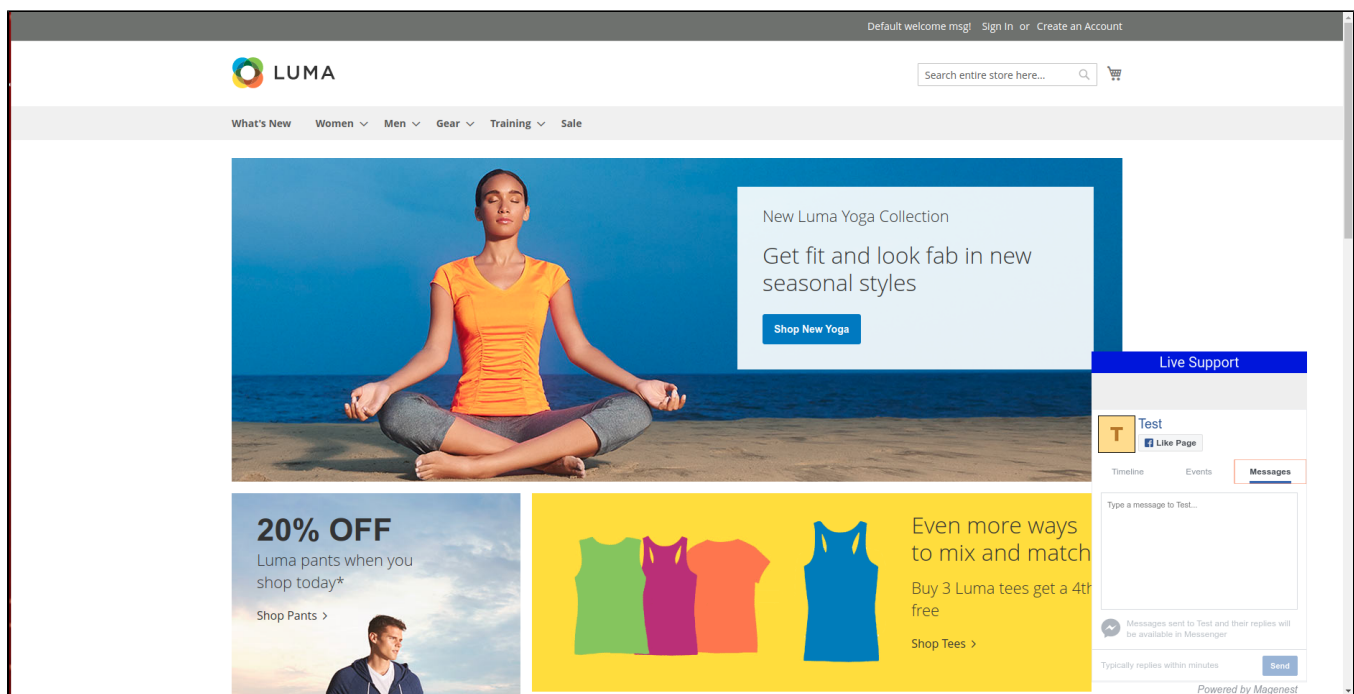 Default welcome msg! Sign In or Create an Account
LUMA
Search entire store here...
What's New Women Men Gear Training Sale
New Luma Yoga Collection
Get fit and look fab in new
seasonal styles
Shop New Yoga
Live Support
T
Test
Like Page
Timeline Events Messages
Type a message to Test...
Messages sent to Test and their replies will
be available in Messenger
Typically replies within minutes
Send
Powered by Magenest
20% OFF
Luma pants when you
shop today*
Shop Pants >
Even more ways
to mix and match
Buy 3 Luma tees get a 4th
free
Shop Tees >